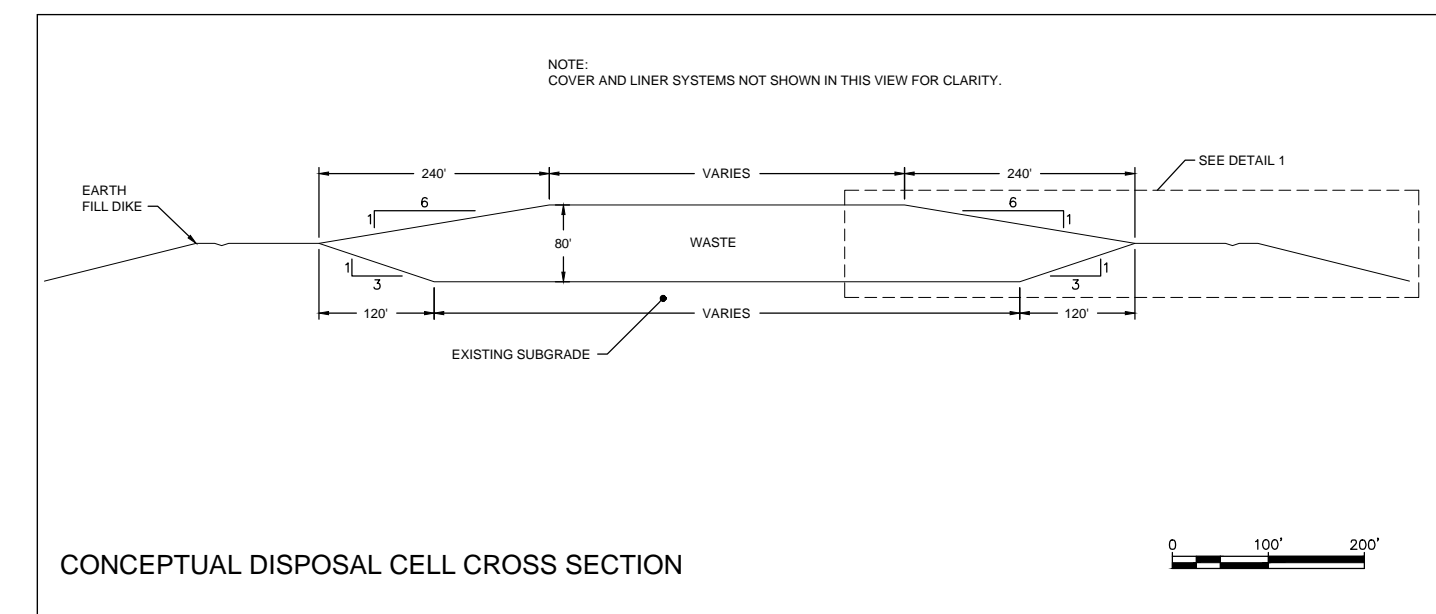 NOTE:
COVER AND LINER SYSTEMS NOT SHOWN IN THIS VIEW FOR CLARITY.
SEE DETAIL 1
240'
VARIES
240'
EARTH
FILL DIKE
6
1
6
1
80'
WASTE
1
3
1
3
120'
VARIES
120'
EXISTING SUBGRADE
CONCEPTUAL DISPOSAL CELL CROSS SECTION
0 100' 200'